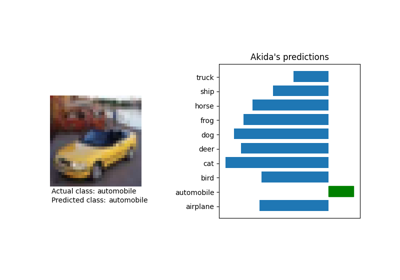 Akida's predictions
truck
ship
horse
frog
dog
deer
cat
bird
automobile
airplane
Actual class: automobile
Predicted class: automobile